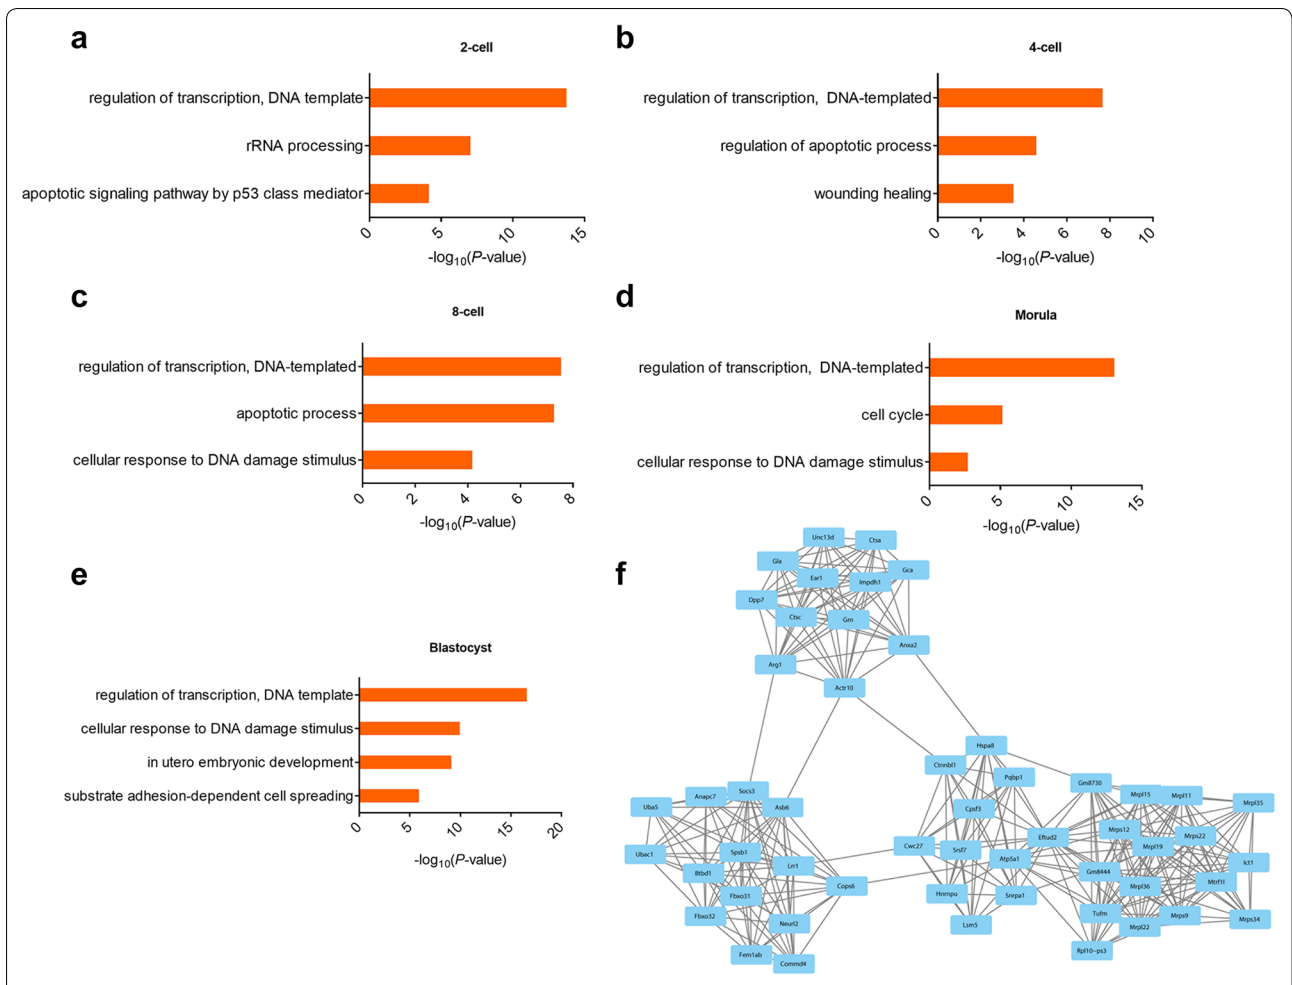 a
2-cell
regulation of transcription, DNA template
rRNA processing
apoptotic signaling pathway by p53 class mediator
0 5 10 15
-log10(P-value)
b
4-cell
regulation of transcription, DNA-templated
regulation of apoptotic process
wounding healing
0 2 4 6 8 10
-log10(P-value)
c
8-cell
regulation of transcription, DNA-templated
apoptotic process
cellular response to DNA damage stimulus
0 2 4 6 8
-log10(P-value)
d
Morula
regulation of transcription, DNA-templated
cell cycle
cellular response to DNA damage stimulus
0 5 10 15
-log10(P-value)
e
Blastocyst
regulation of transcription, DNA template
cellular response to DNA damage stimulus
in utero embryonic development
substrate adhesion-dependent cell spreading
0 5 10 15 20
-log10(P-value)
f
Unc13d
Ctsa
Gla
Gca
Ear1
Impdh1
Dpp7
Ctsc
Grn
Anxa2
Arg1
Actr10
Hspa8
Ctnnbl1
Pqbp1
Gm8730
Socs3
Anapc7
Asb6
Uba5
Mrpl15
Mrpl11
Mrpl35
Cpsf3
Mrps12
Mrps22
Eftud2
Mrpl19
Cwc27
Srsf7
Spsb1
Ubac1
Atp5a1
Ict1
Lrr1
Btbd1
Gm8444
Mtrf1l
Cops6
Mrpl36
Fbxo31
Hnrnpu
Snrpa1
Fbxo32
Tufm
Mrps9
Mrps34
Neurl2
Lsm5
Mrpl22
Rpl10-ps3
Fem1ab
Commd4